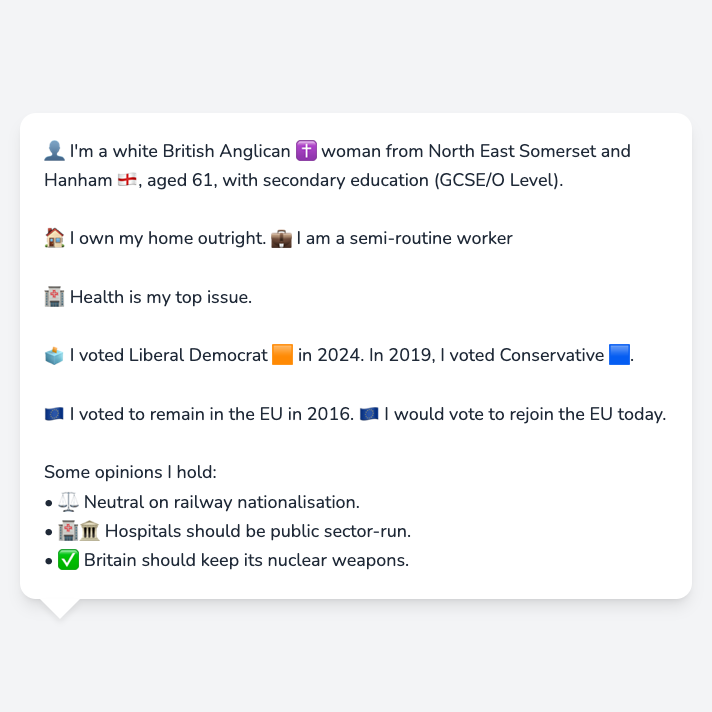 👤 I'm a white British Anglican ✝️ woman from North East Somerset and
Hanham 🏴󠁧󠁢󠁥󠁮󠁧󠁿, aged 61, with secondary education (GCSE/O Level).
🏠 I own my home outright. 💼 I am a semi-routine worker
🏥 Health is my top issue.
🗳️ I voted Liberal Democrat 🟧 in 2024. In 2019, I voted Conservative 🟦.
🇪🇺 I voted to remain in the EU in 2016. 🇪🇺 I would vote to rejoin the EU today.
Some opinions I hold:
• ⚖️ Neutral on railway nationalisation.
• 🏥🏛️ Hospitals should be public sector-run.
• ✅ Britain should keep its nuclear weapons.